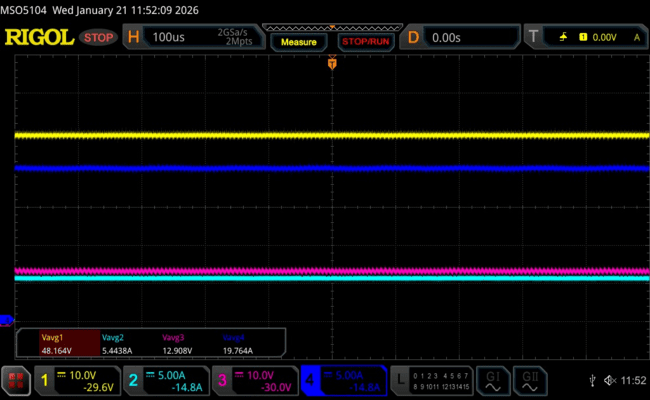 MSO5104 Wed January 21 11:52:09 2026
RIGOL STOP H 100us 2GSa/s 2Mpts Measure STOP/RUN D 0.00s T 1 0.00V A
T
Vavg1 Vavg2 Vavg3 Vavg4
48.164V 5.4438A 12.908V 19.764A
1 10.0V -29.6V 2 5.00A -14.8A 3 10.0V -30.0V 4 5.00A -14.8A L 0 1 2 3 4 5 6 7 8 9 10 11 12 13 14 15 GI GII 11:52